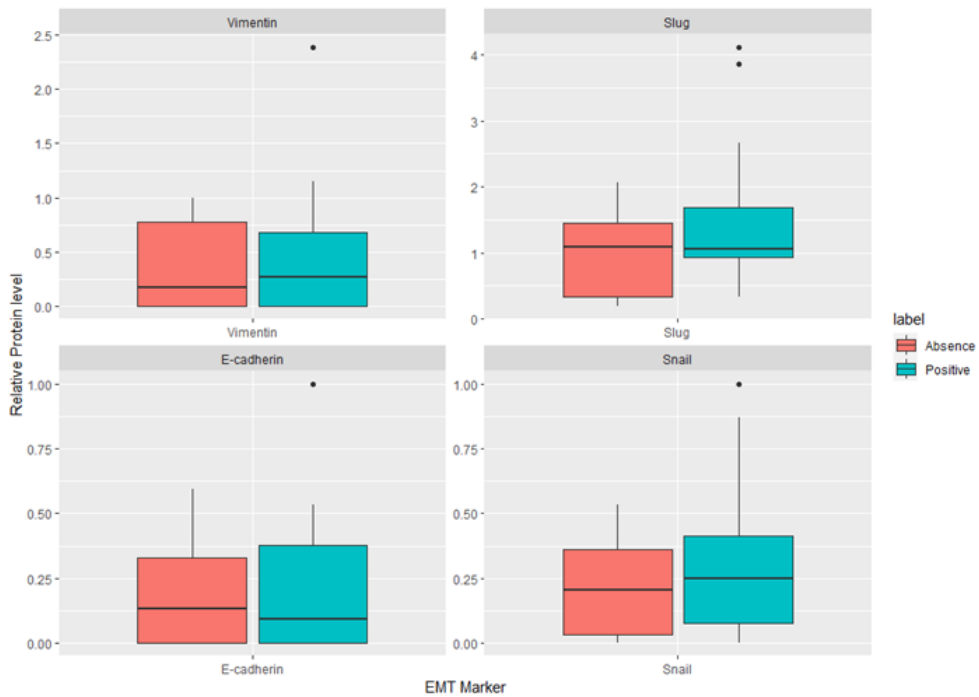 Vimentin
Slug
2.5
2.0
1.5
1.0
0.5
0.0
4
3
2
1
0
Vimentin
Slug
E-cadherin
Snail
1.00
0.75
0.50
0.25
0.00
1.00
0.75
0.50
0.25
0.00
E-cadherin
Snail
Relative Protein level
EMT Marker
label
Absence
Positive